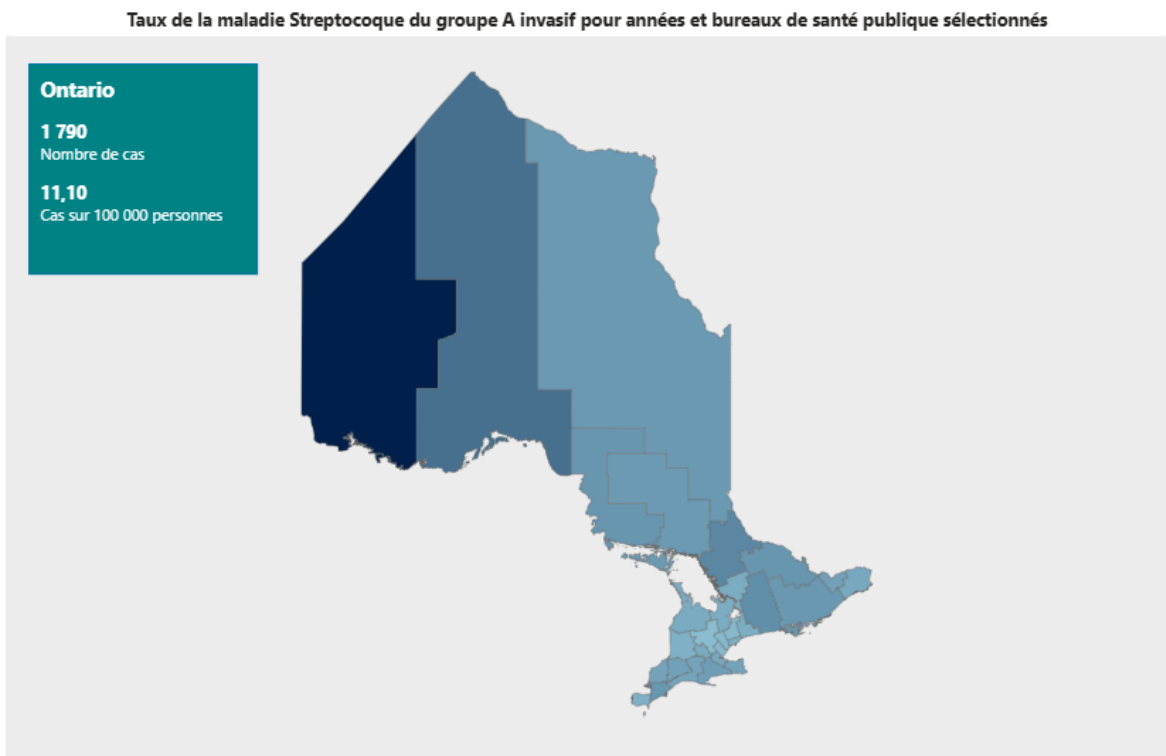 Taux de la maladie Streptocoque du groupe A invasif pour années et bureaux de santé publique sélectionnés
Ontario
1 790
Nombre de cas
11,10
Cas sur 100 000 personnes